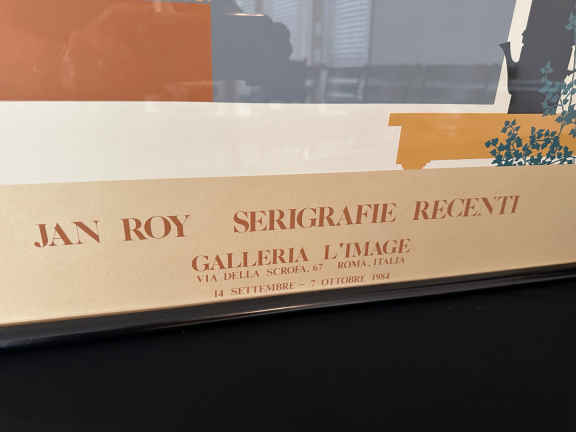 JAN ROY SERIGRAFIE RECENTI
GALLERIA L'IMAGE
VIA DELLA SCROFA, 67 ROMA, ITALIA
14 SETTEMBRE - 7 OTTOBRE 1984